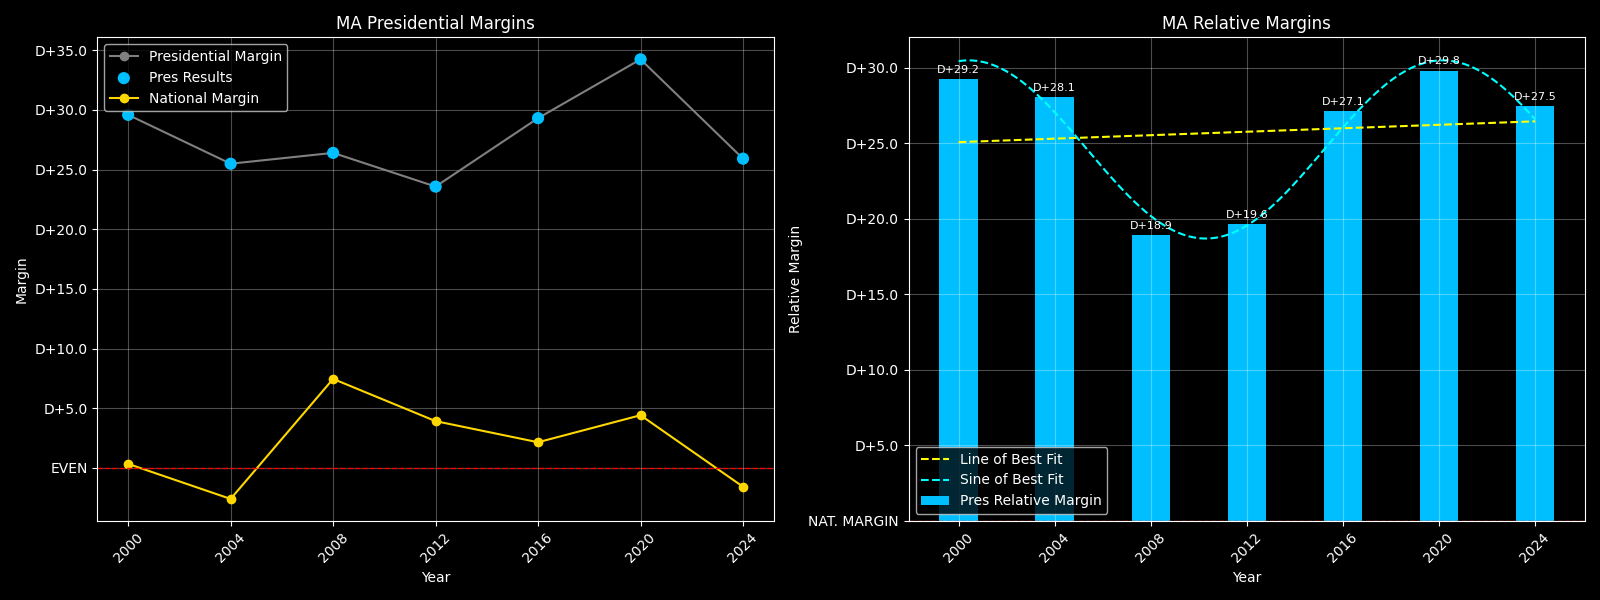 MA Presidential Margins
Presidential Margin
Pres Results
National Margin
D+35.0
D+30.0
D+25.0
D+20.0
D+15.0
D+10.0
D+5.0
EVEN
Margin
2000
2004
2008
2012
2016
2020
2024
Year
MA Relative Margins
D+30.0
D+25.0
D+20.0
D+15.0
D+10.0
D+5.0
NAT. MARGIN
Relative Margin
D+29.2
D+28.1
D+18.9
D+19.6
D+27.1
D+29.8
D+27.5
Line of Best Fit
Sine of Best Fit
Pres Relative Margin
2000
2004
2008
2012
2016
2020
2024
Year